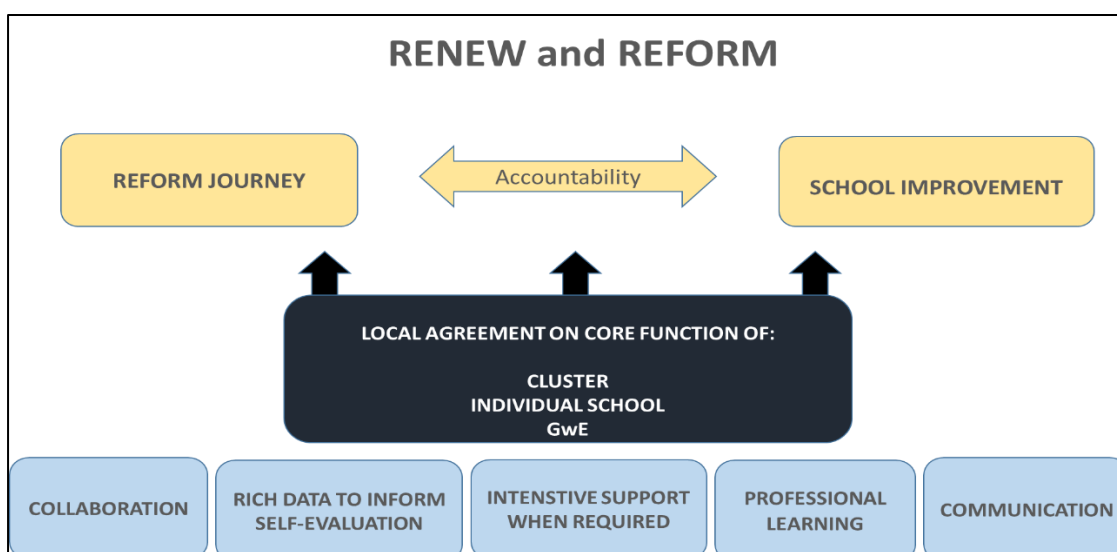 RENEW and REFORM
REFORM JOURNEY
Accountability
SCHOOL IMPROVEMENT
LOCAL AGREEMENT ON CORE FUNCTION OF:
CLUSTER
INDIVIDUAL SCHOOL
GwE
COLLABORATION
RICH DATA TO INFORM
SELF-EVALUATION
INTENSTIVE SUPPORT
WHEN REQUIRED
PROFESSIONAL
LEARNING
COMMUNICATION